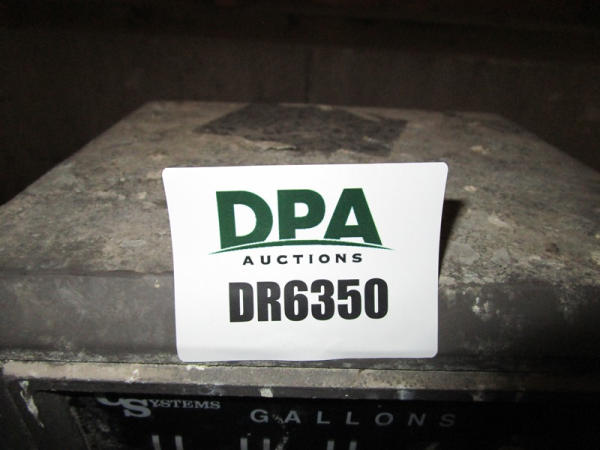 DPA
AUCTIONS
DR6350
SYSTEMS
GALLONS